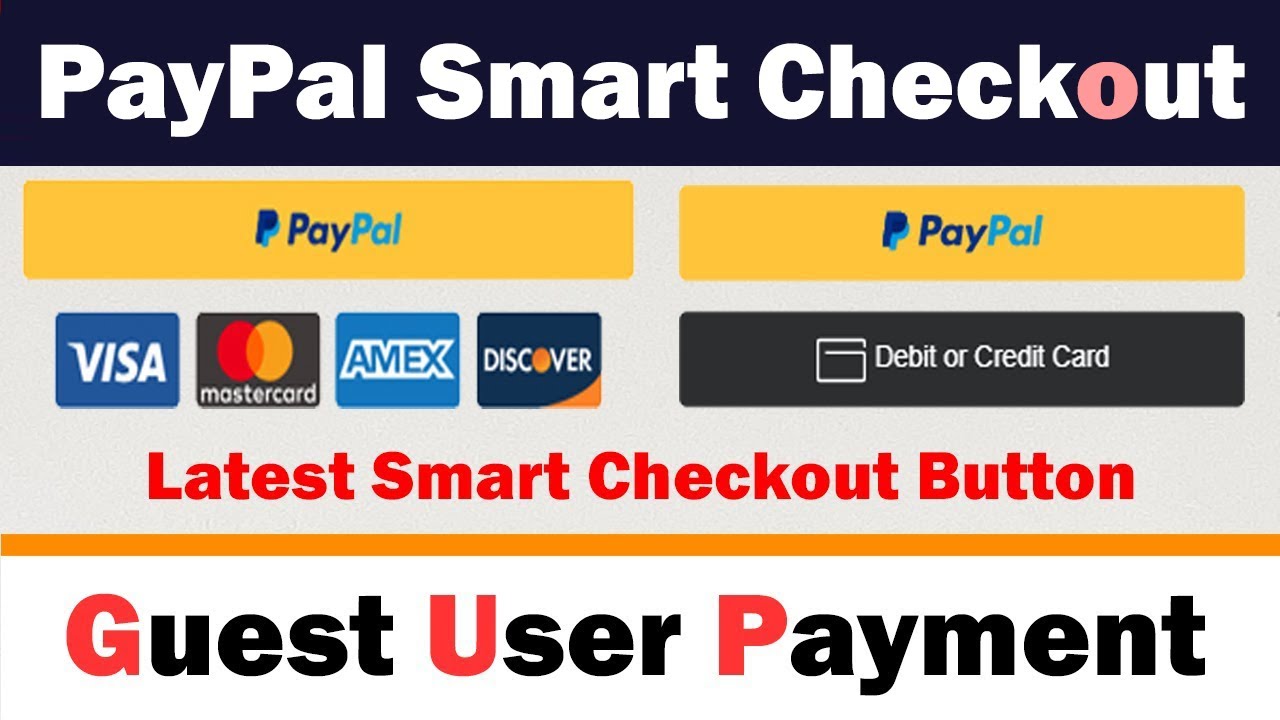 PayPal Smart Checkout
PayPal
PayPal
VISA
mastercard
AMEX
DISCOVER
Debit or Credit Card
Latest Smart Checkout Button
Guest User Payment